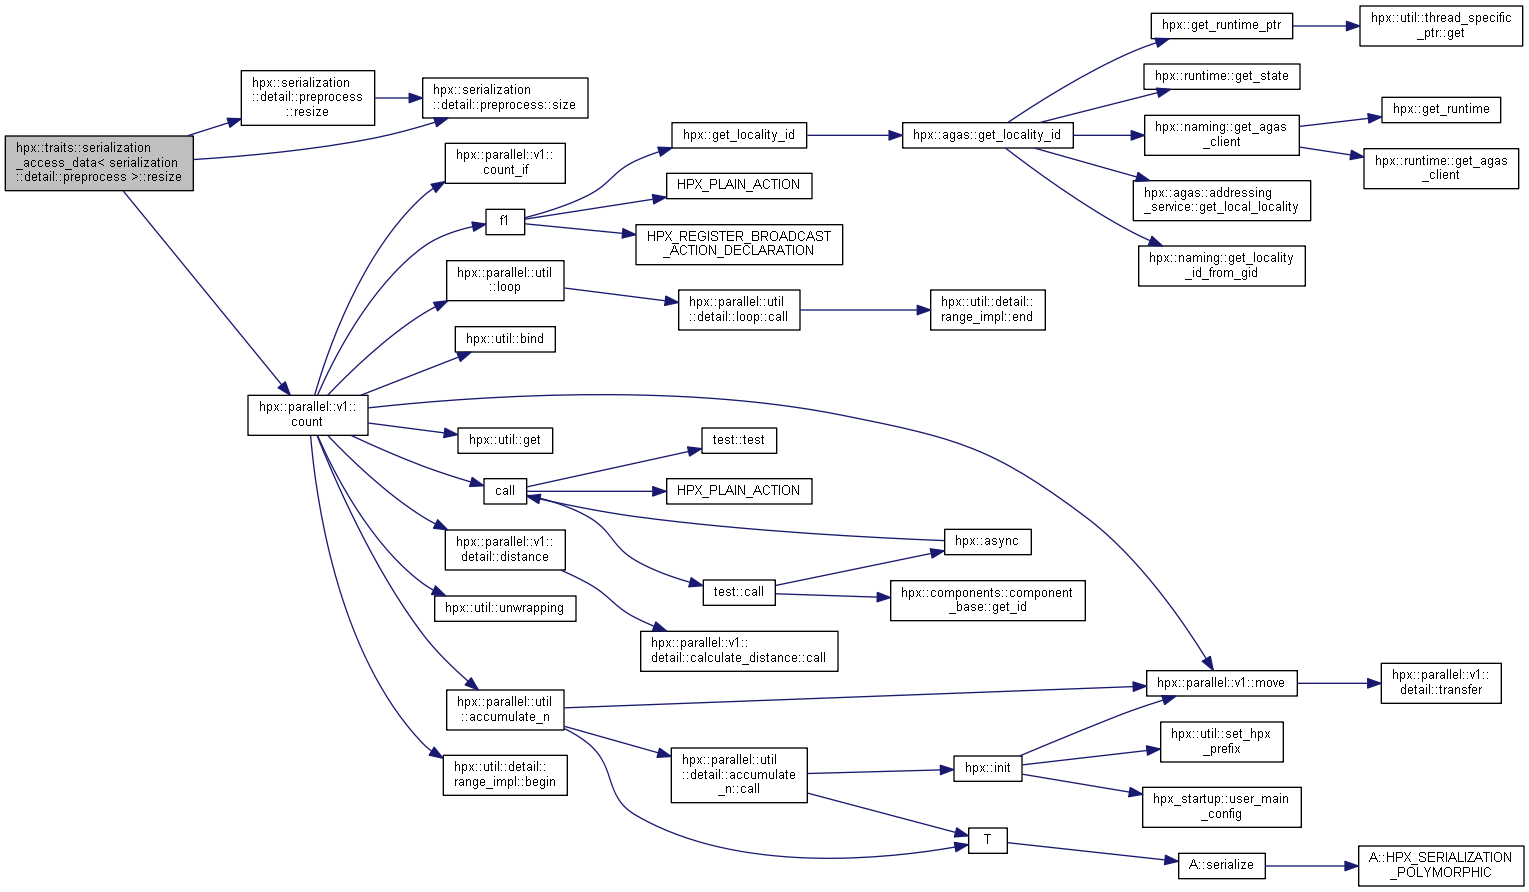 hpx::traits::serialization
_access_data< serialization
::detail::preprocess >::resize
hpx::serialization
::detail::preprocess
::resize
hpx::serialization
::detail::preprocess::size
hpx::parallel::v1::
count
hpx::parallel::v1::
count_if
f1
hpx::parallel::util
::loop
hpx::util::bind
hpx::util::get
call
hpx::parallel::v1::
detail::distance
hpx::util::unwrapping
hpx::parallel::util
::accumulate_n
hpx::util::detail::
range_impl::begin
hpx::get_locality_id
HPX_PLAIN_ACTION
HPX_REGISTER_BROADCAST
_ACTION_DECLARATION
hpx::parallel::util
::detail::loop::call
hpx::util::detail::
range_impl::end
test::test
HPX_PLAIN_ACTION
test::call
hpx::async
hpx::components::component
_base::get_id
hpx::parallel::v1::
detail::calculate_distance::call
hpx::parallel::util
::detail::accumulate
_n::call
hpx::init
T
hpx::agas::get_locality_id
hpx::get_runtime_ptr
hpx::util::thread_specific
_ptr::get
hpx::runtime::get_state
hpx::naming::get_agas
_client
hpx::get_runtime
hpx::runtime::get_agas
_client
hpx::agas::addressing
_service::get_local_locality
hpx::naming::get_locality
_id_from_gid
hpx::parallel::v1::move
hpx::parallel::v1::
detail::transfer
hpx::util::set_hpx
_prefix
hpx_startup::user_main
_config
A::serialize
A::HPX_SERIALIZATION
_POLYMORPHIC